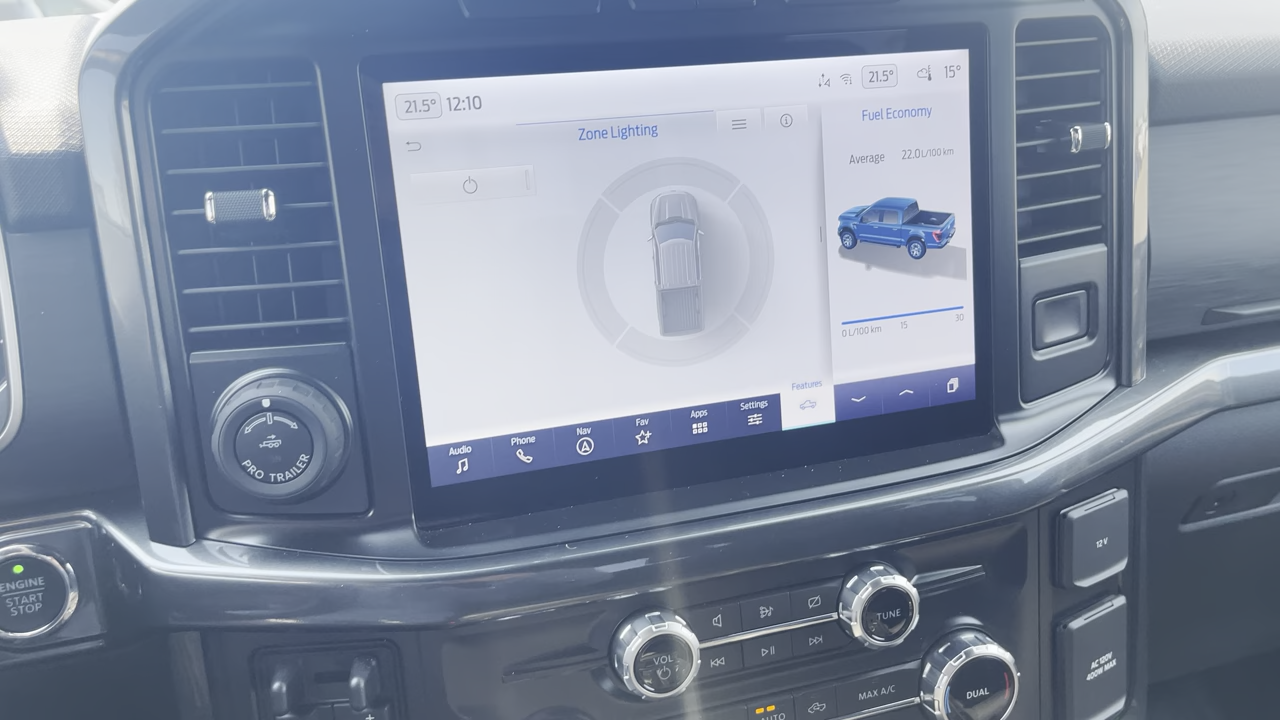 21.5° 12:10
21.5° 15°
Zone Lighting
Fuel Economy
Average 22.0 L/100 km
0 L/100 km 15 30
Audio
Phone
Nav
Fav
Apps
Settings
Features
PRO TRAILER
ENGINE
START
STOP
VOL
TUNE
12 V
AC 120V
400W MAX
MAX A/C
DUAL
AUTO